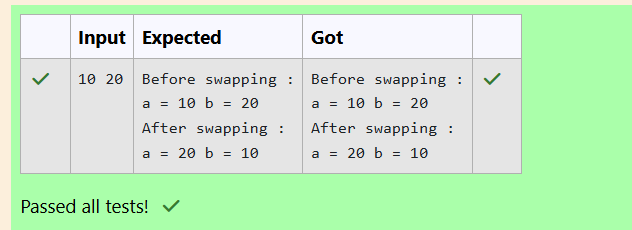 Input Expected Got
10 20 Before swapping : Before swapping :
a = 10 b = 20 a = 10 b = 20
After swapping : After swapping :
a = 20 b = 10 a = 20 b = 10
Passed all tests!